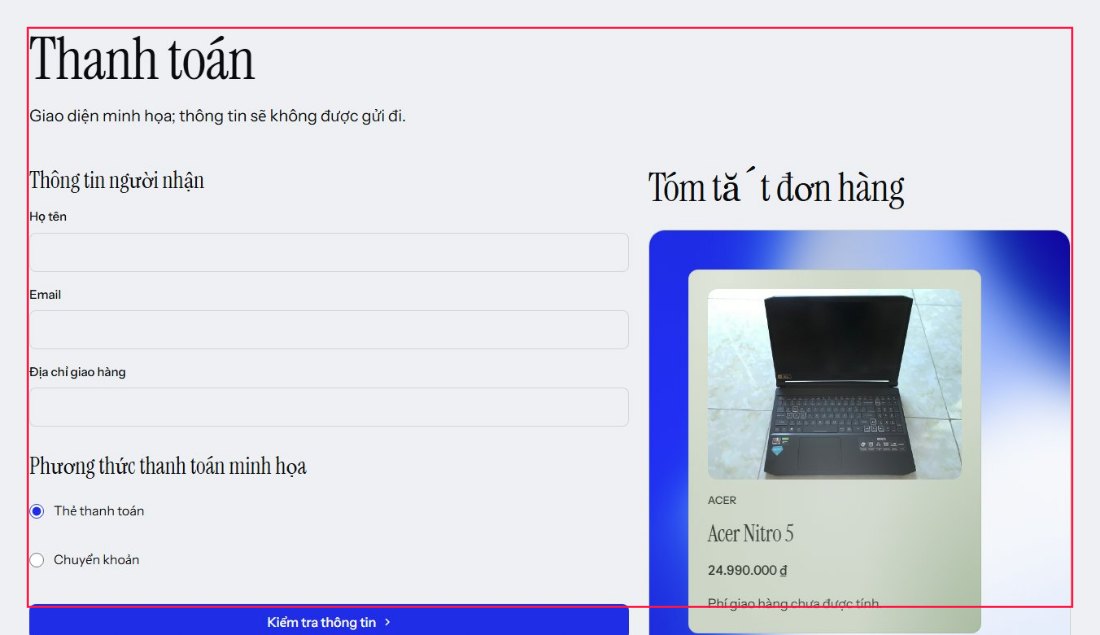 Thanh toán
Giao diện minh họa; thông tin sẽ không được gửi đi.
Thông tin người nhận
Họ tên
Email
Địa chỉ giao hàng
Phương thức thanh toán minh họa
Thẻ thanh toán
Chuyển khoản
Kiểm tra thông tin ›
Tóm tắt đơn hàng
ACER
Acer Nitro 5
24.990.000 ₫
Phí giao hàng chưa được tính